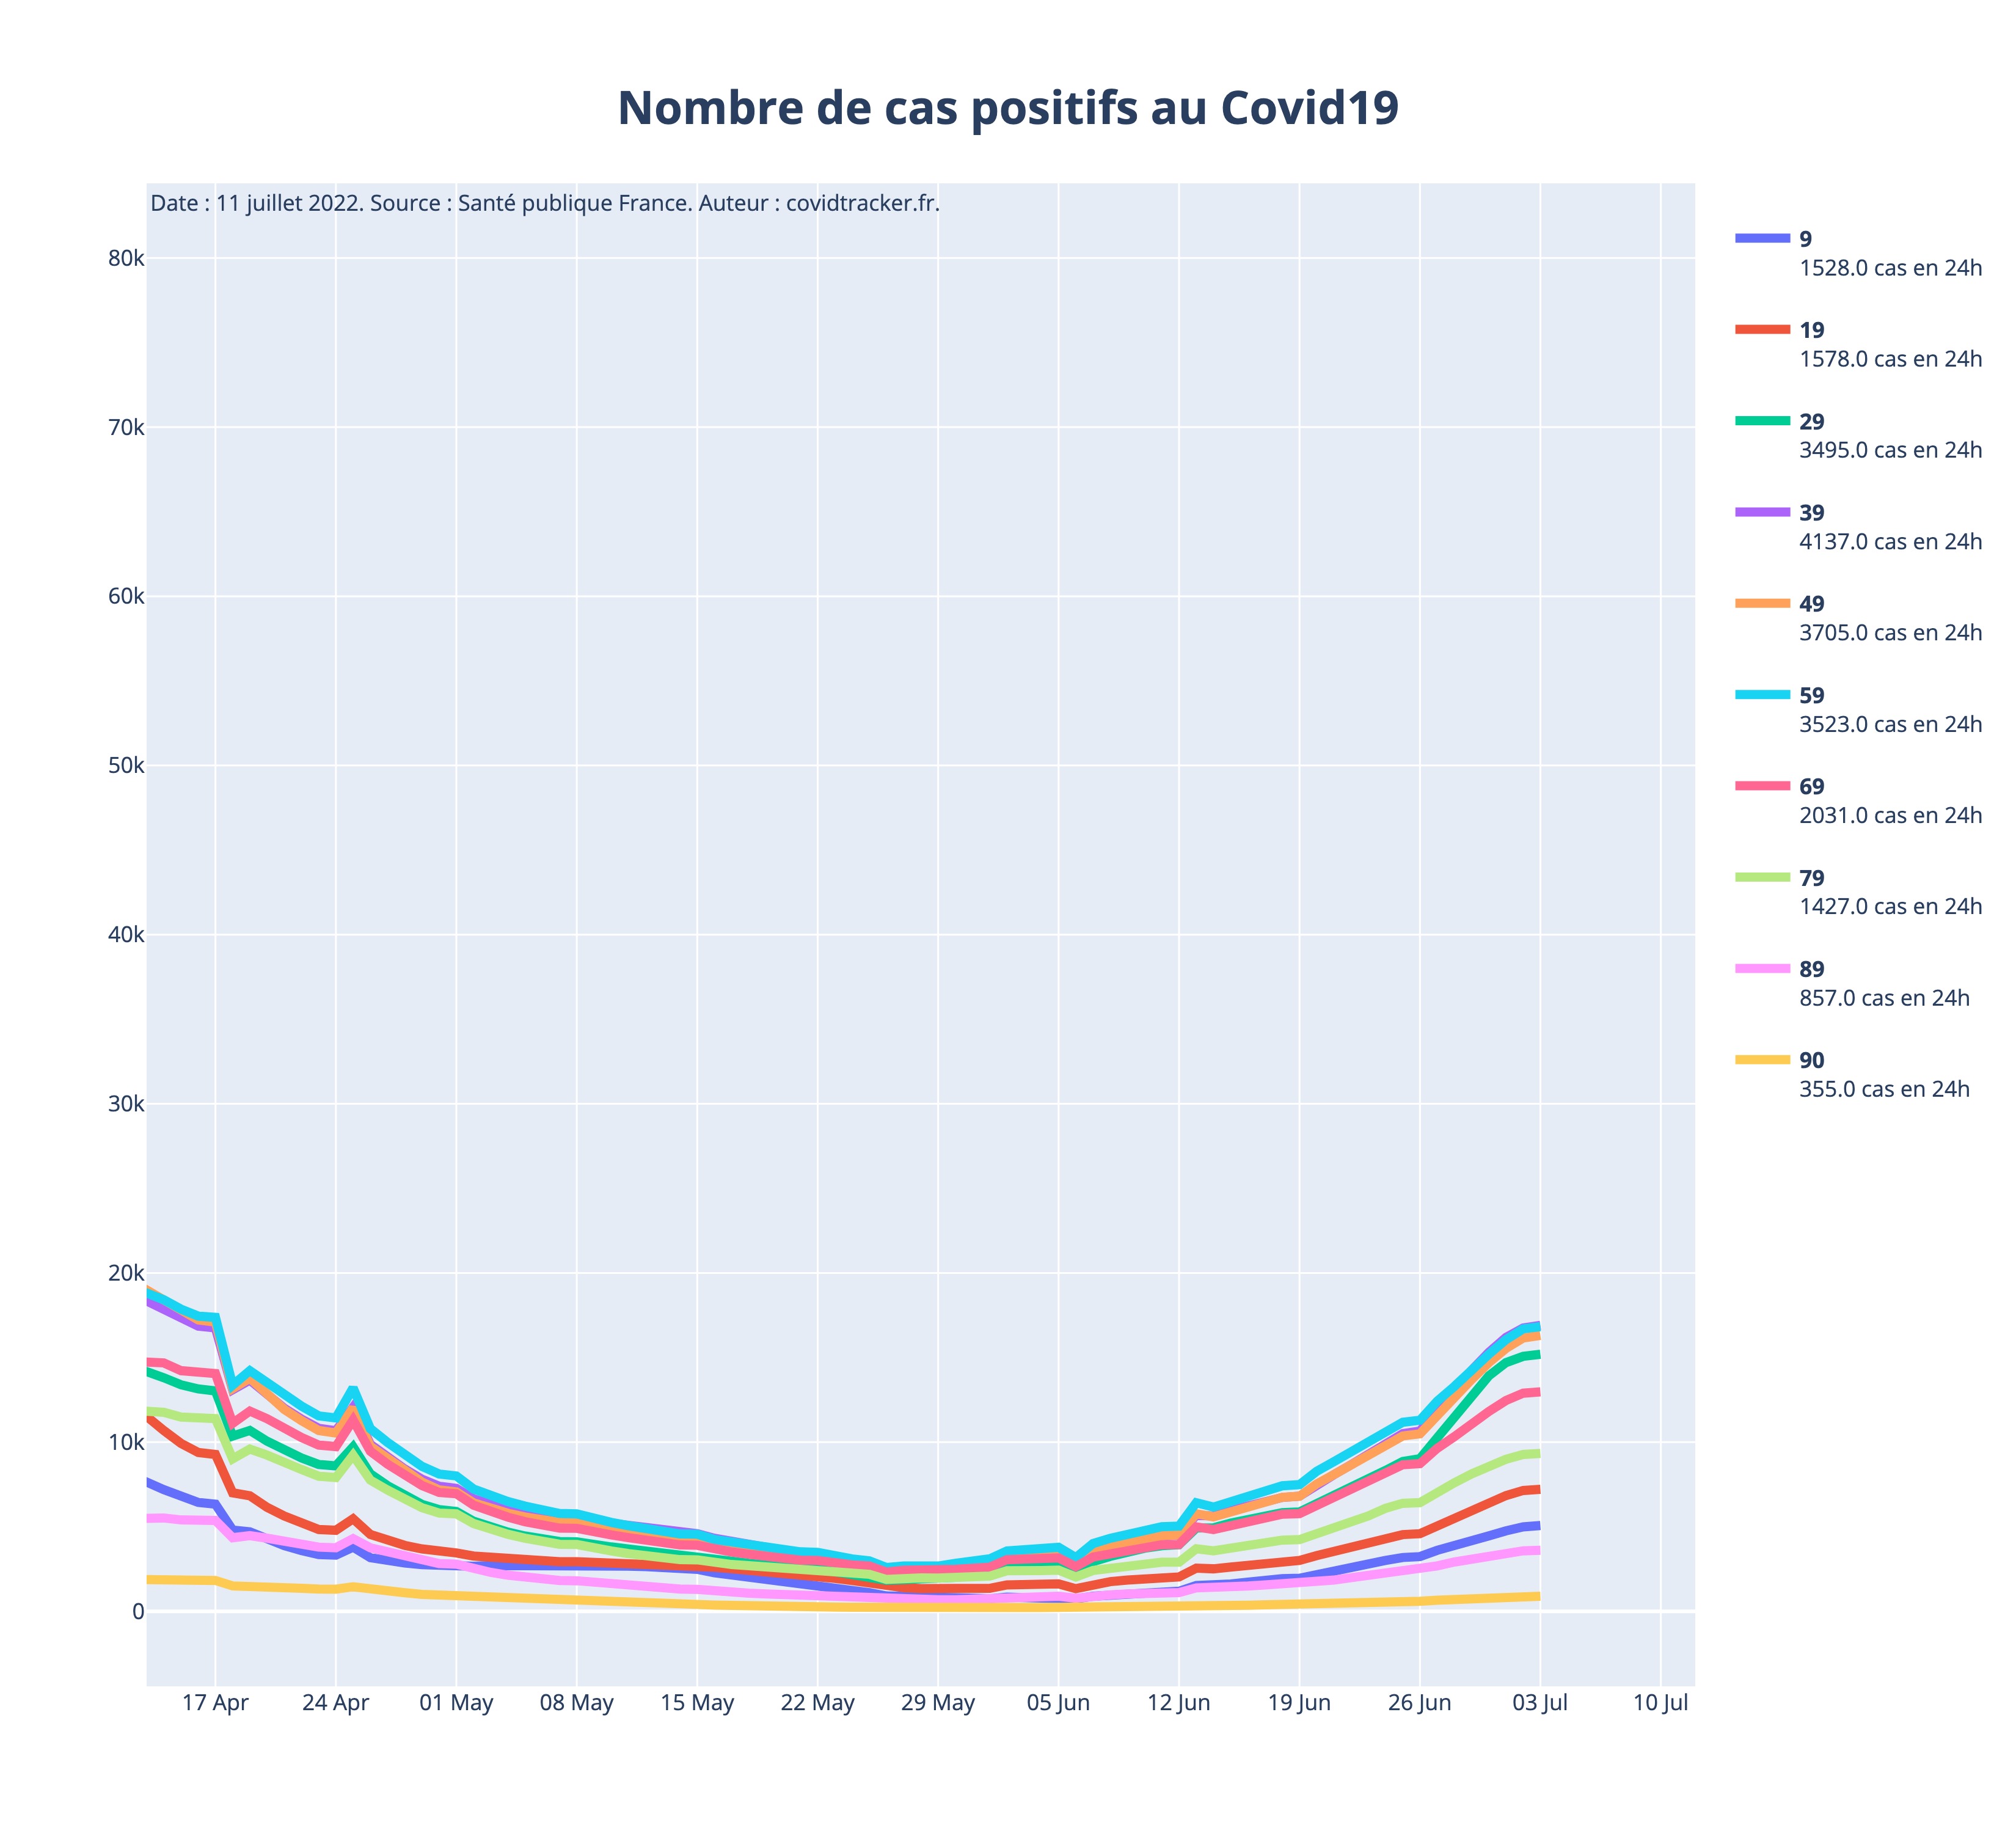 Nombre de cas positifs au Covid19
Date : 11 juillet 2022. Source : Santé publique France. Auteur : covidtracker.fr.
80k
70k
60k
50k
40k
30k
20k
10k
0
17 Apr
24 Apr
01 May
08 May
15 May
22 May
29 May
05 Jun
12 Jun
19 Jun
26 Jun
03 Jul
10 Jul
9
1528.0 cas en 24h
19
1578.0 cas en 24h
29
3495.0 cas en 24h
39
4137.0 cas en 24h
49
3705.0 cas en 24h
59
3523.0 cas en 24h
69
2031.0 cas en 24h
79
1427.0 cas en 24h
89
857.0 cas en 24h
90
355.0 cas en 24h